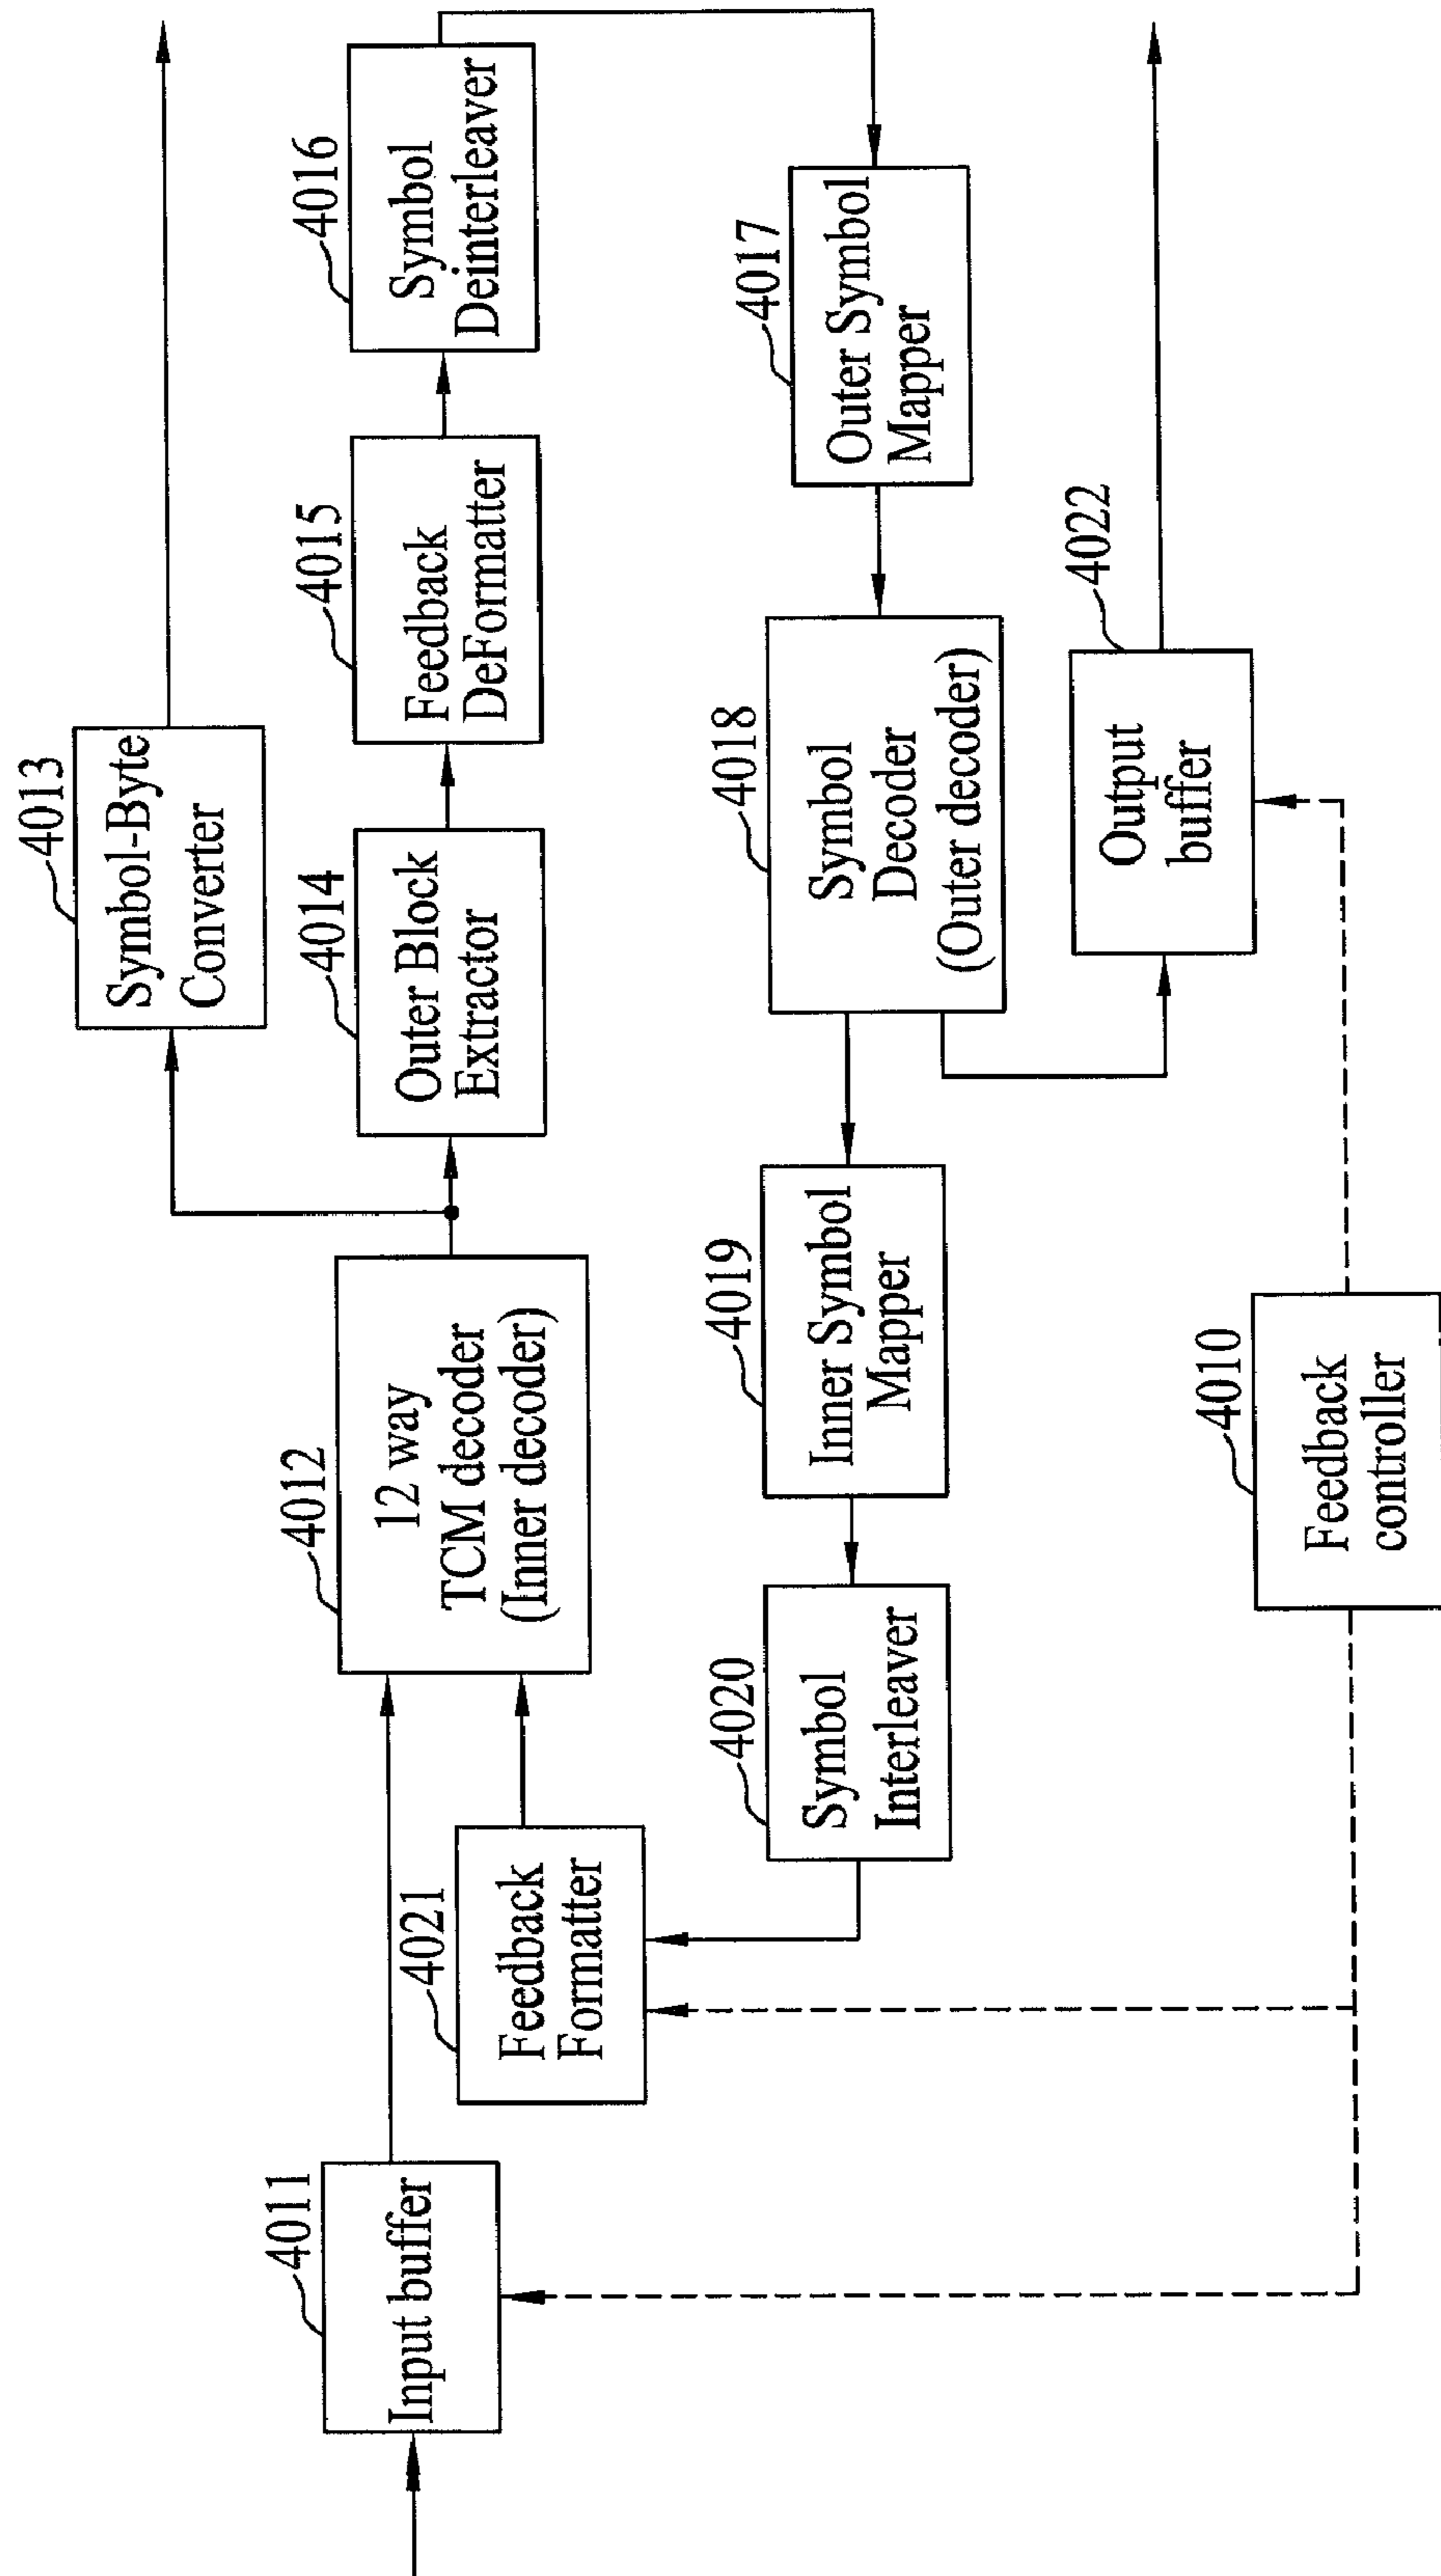 4013
Symbol-Byte
Converter
4011
Input buffer
4012
12 way
TCM decoder
(Inner decoder)
4014
Outer Block
Extractor
4015
Feedback
DeFormatter
4016
Symbol
Deinterleaver
4021
Feedback
Formatter
4020
Symbol
Interleaver
4019
Inner Symbol
Mapper
4018
Symbol
Decoder
(Outer decoder)
4017
Outer Symbol
Mapper
4022
Output
buffer
4010
Feedback
controller